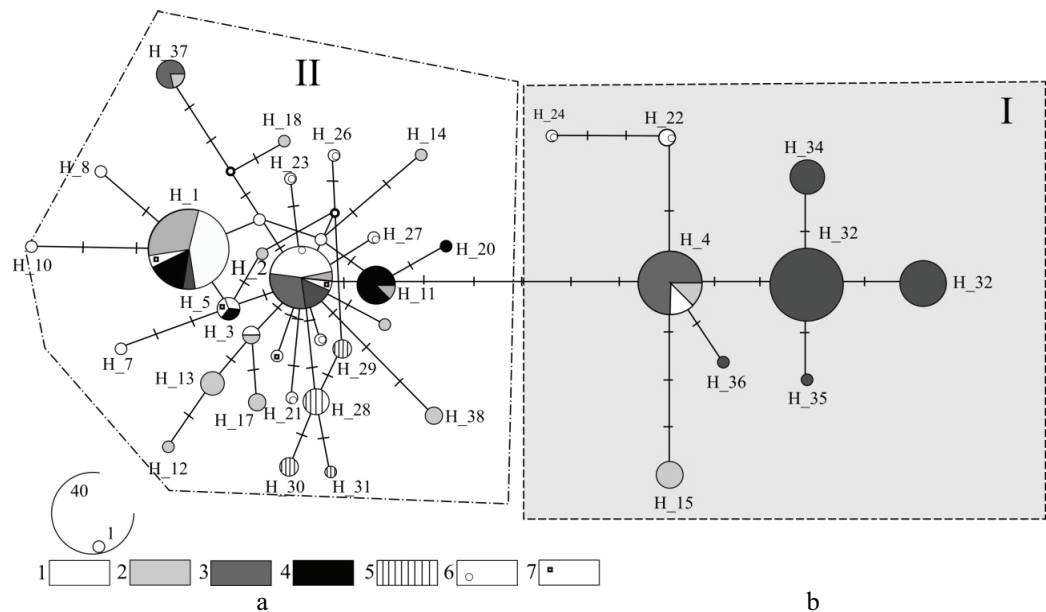 H_37
II
I
H_18
H_26
H_14
H_24
H_22
H_34
H_8
H_23
H_1
H_27
H_20
H_4
H_32
H_2
H_10
H_5
H_11
H_32
H_3
H_7
H_29
H_36
H_35
H_13
H_17
H_21
H_28
H_38
H_12
H_30
H_31
H_15
40
1
1 2 3 4 5 6 7
a b